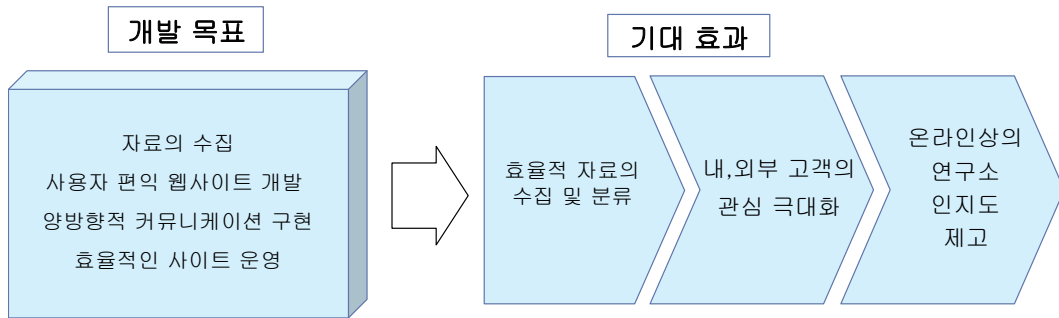 개발 목표
자료의 수집
사용자 편익 웹사이트 개발
양방향적 커뮤니케이션 구현
효율적인 사이트 운영
기대 효과
효율적 자료의
수집 및 분류
내,외부 고객의
관심 극대화
온라인상의
연구소
인지도
제고